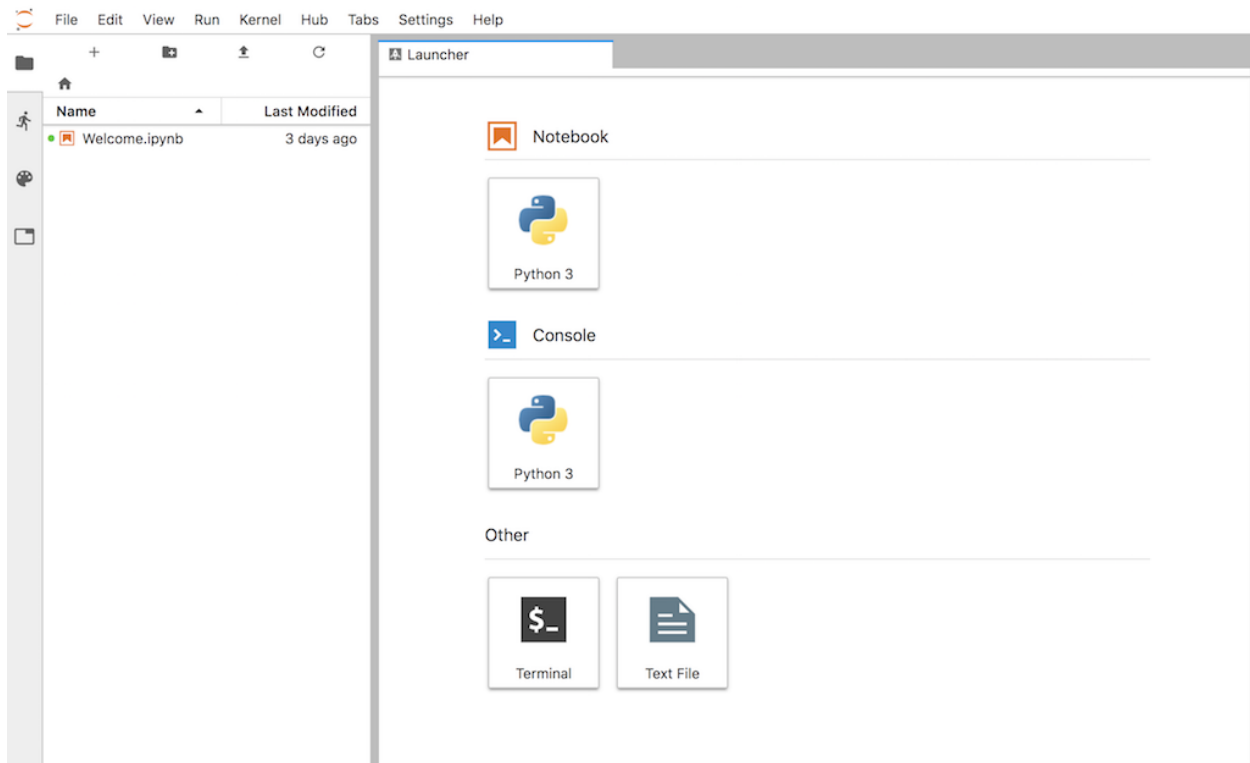 File Edit View Run Kernel Hub Tabs Settings Help
Launcher
Name Last Modified
Welcome.ipynb 3 days ago
Notebook
Python 3
Console
Python 3
Other
$_
Terminal Text File